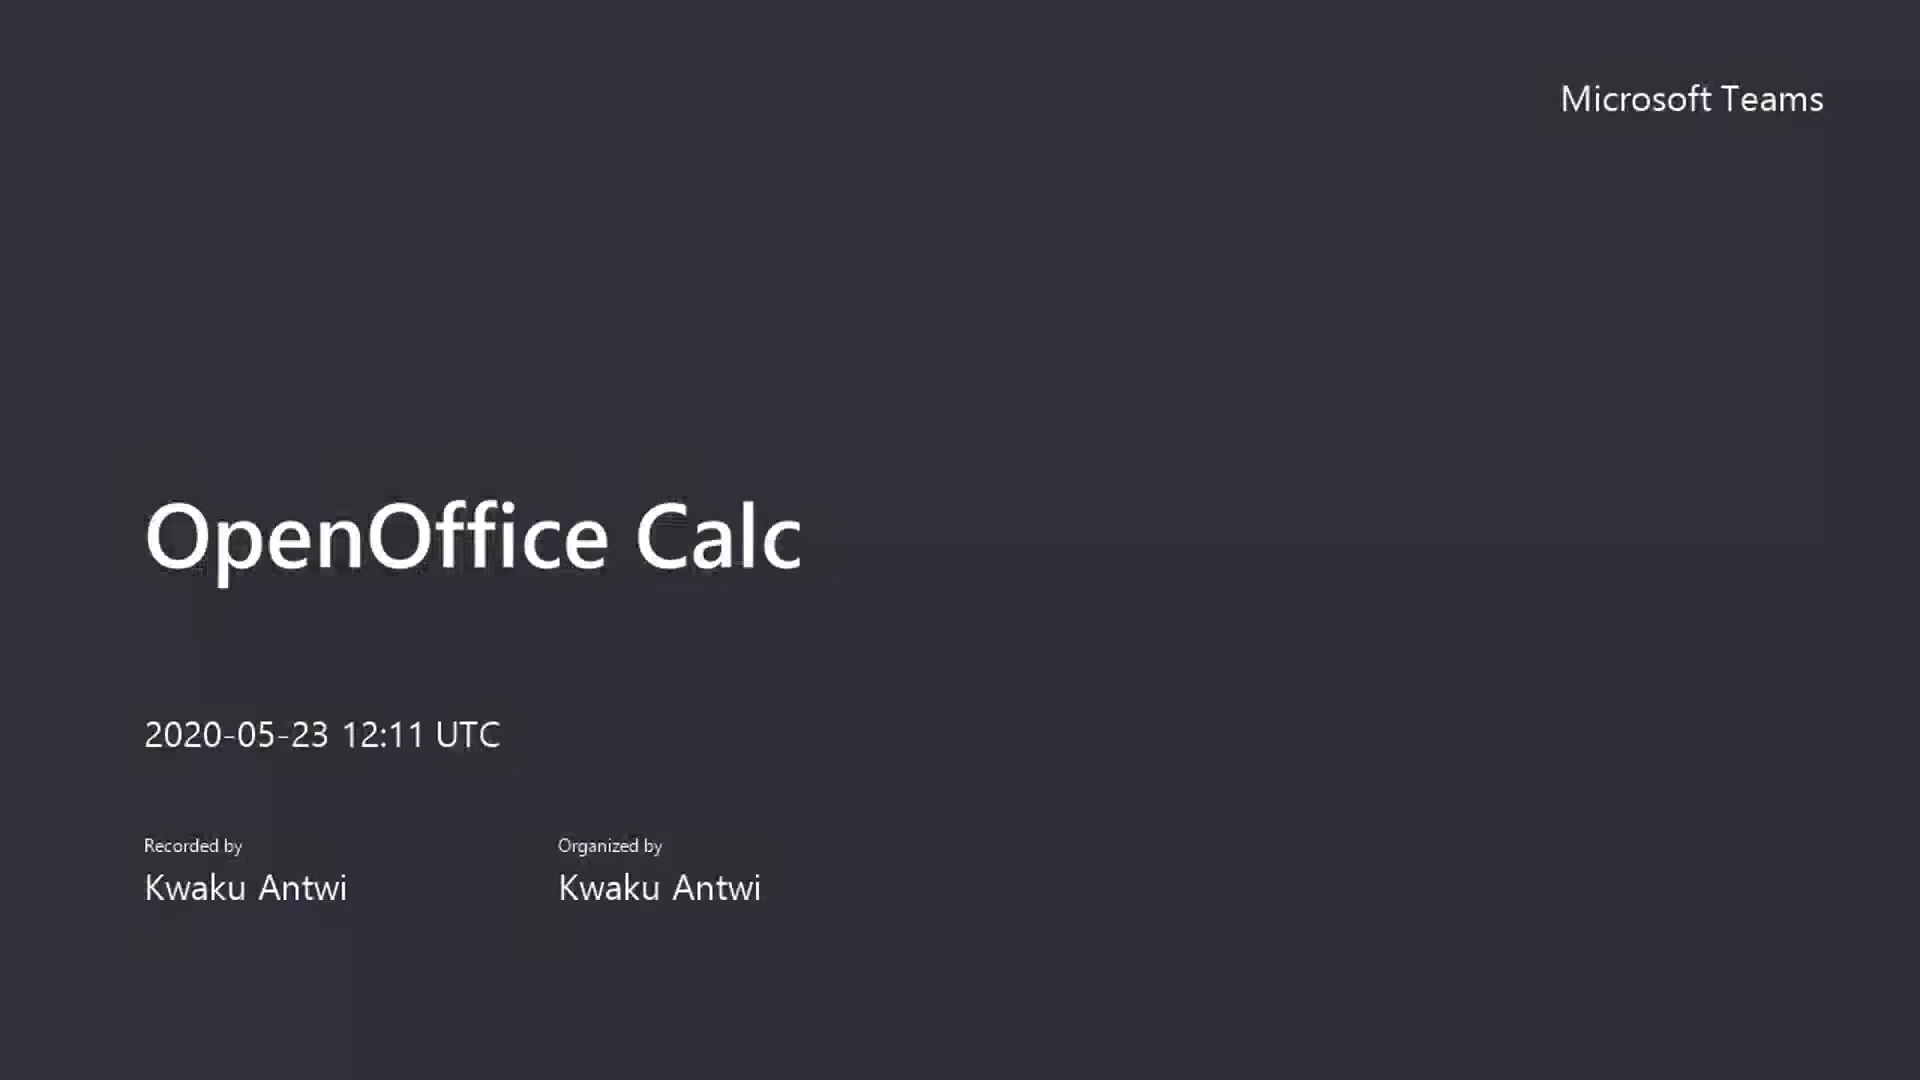 Microsoft Teams
OpenOffice Calc
2020-05-23 12:11 UTC
Recorded by
Kwaku Antwi
Organized by
Kwaku Antwi